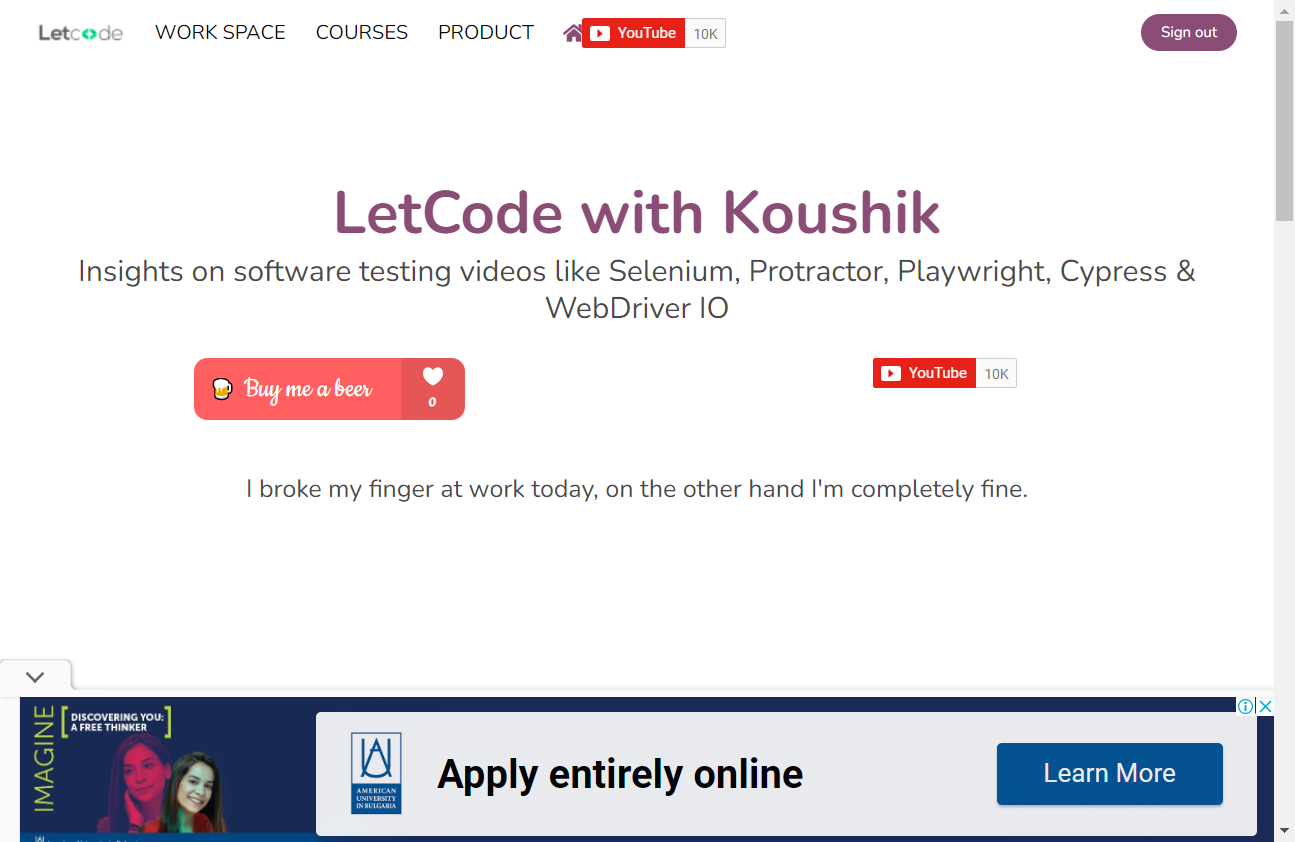 Letcode
WORK SPACE
COURSES
PRODUCT
YouTube 10K
Sign out
LetCode with Koushik
Insights on software testing videos like Selenium, Protractor, Playwright, Cypress &
WebDriver IO
Buy me a beer
0
YouTube 10K
I broke my finger at work today, on the other hand I'm completely fine.
IMAGINE
DISCOVERING YOU:
A FREE THINKER
AMERICAN
UNIVERSITY
IN BULGARIA
Apply entirely online
Learn More